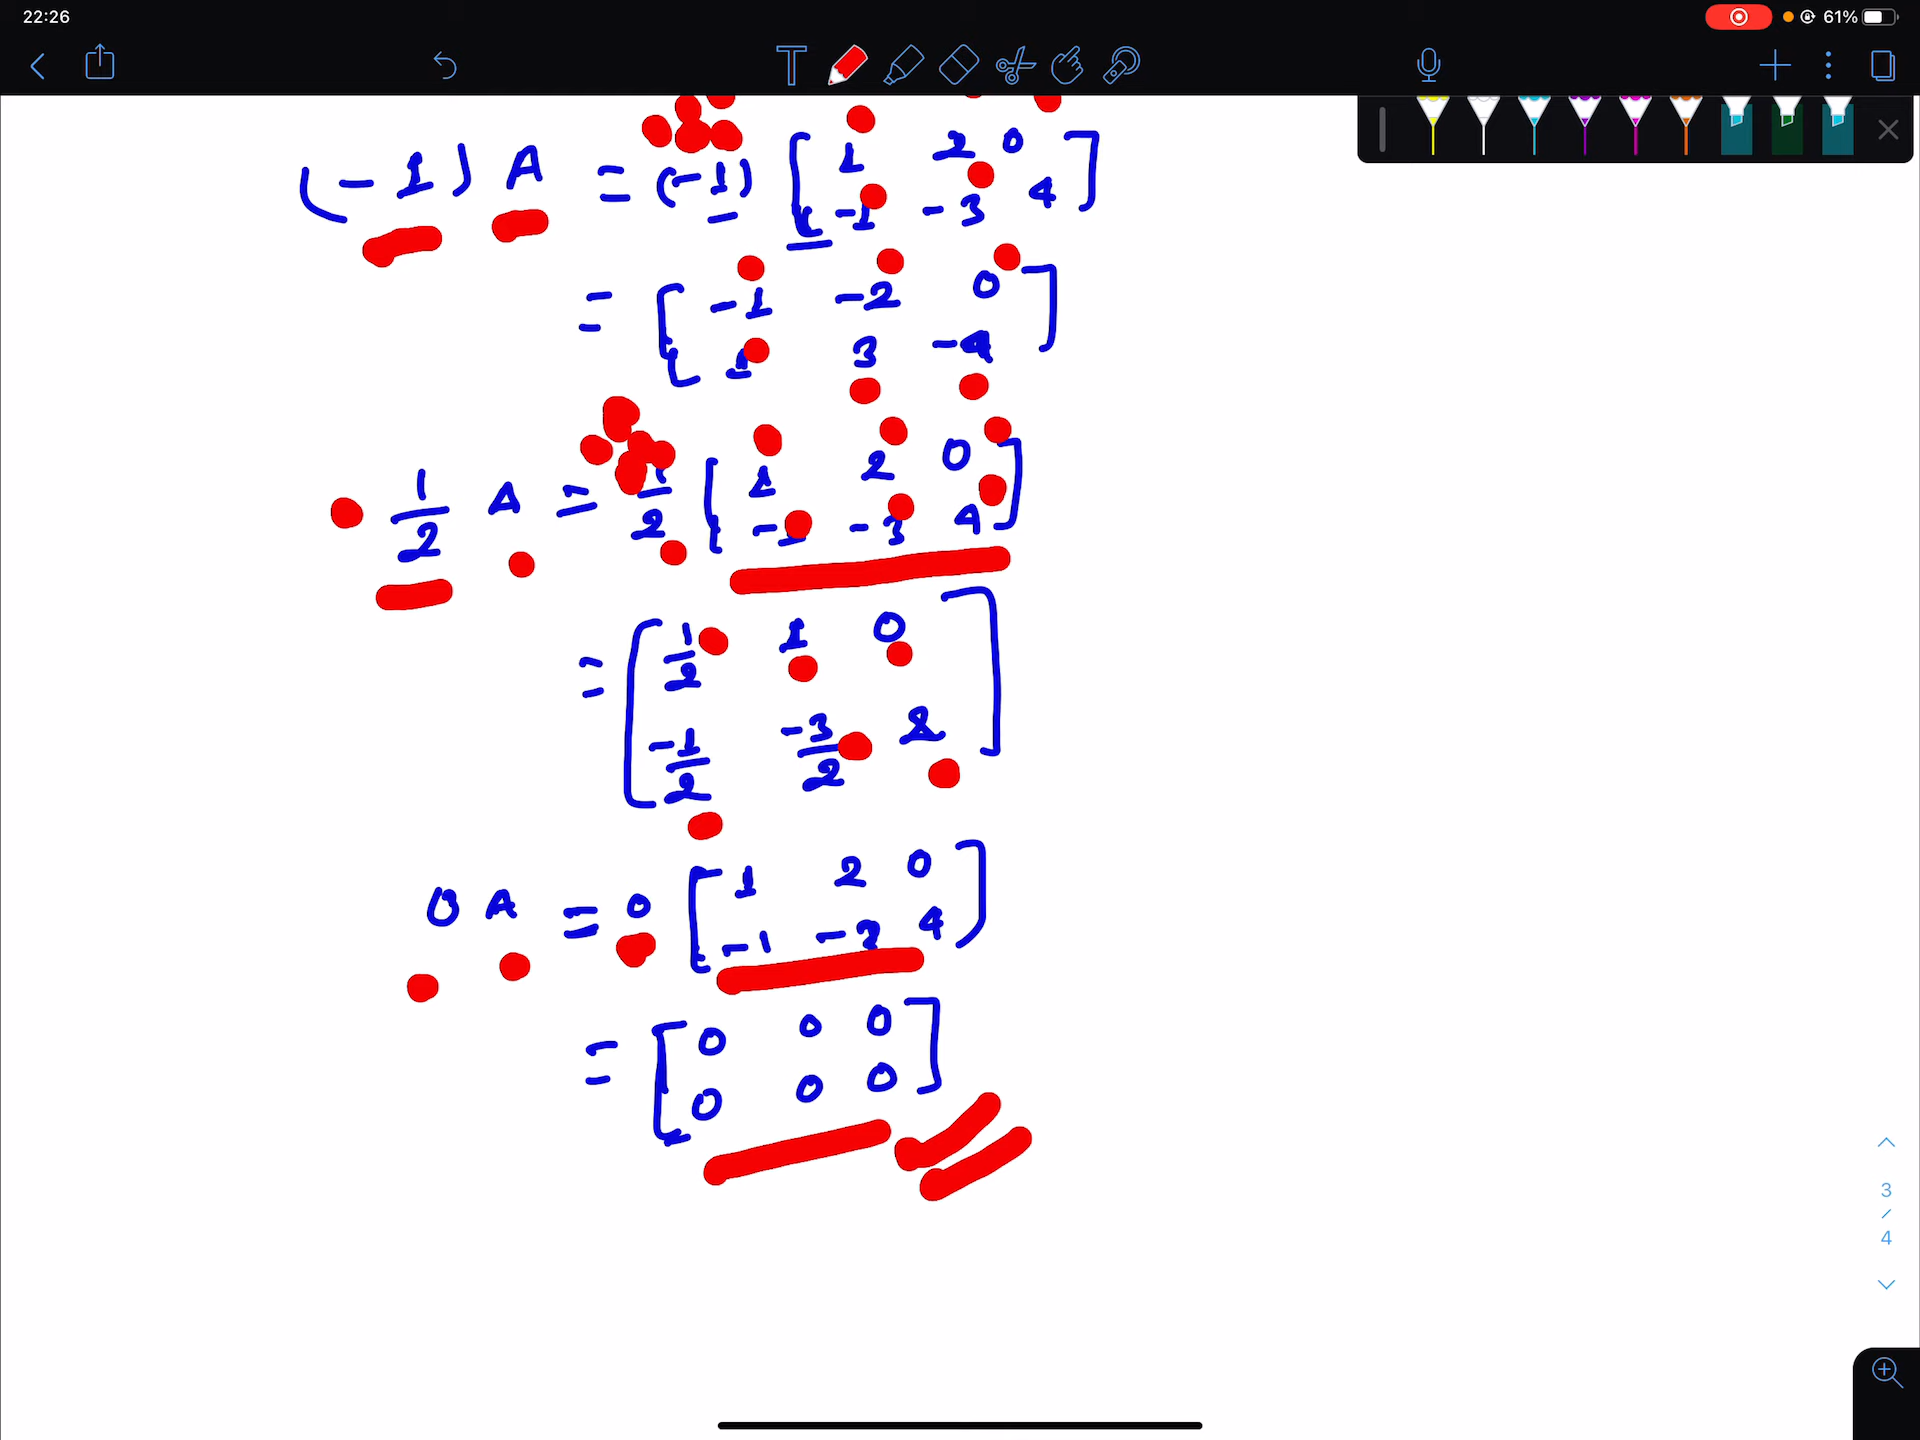 22:26
61%
(-1) A = (-1) [ 1 2 0
-1 -3 4 ]
= [ -1 -2 0
1 3 -4 ]
1/2 A = 1/2 [ 1 2 0
-1 -3 4 ]
= [ 1/2 1 0
-1/2 -3/2 2 ]
0 A = 0 [ 1 2 0
-1 -3 4 ]
= [ 0 0 0
0 0 0 ]
3
/
4